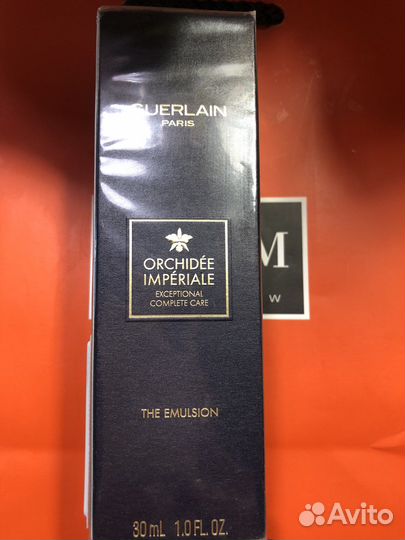 GUERLAIN
PARIS
ORCHIDÉE
IMPÉRIALE
EXCEPTIONAL
COMPLETE CARE
M
W
THE EMULSION
30 mL 1.0 FL. OZ.
Avito